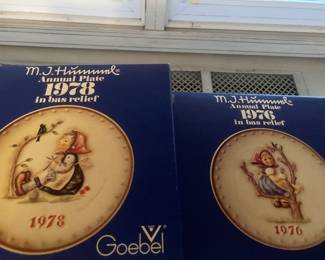 M.J. Hummel
Annual Plate
1978
in bas relief
1978
Goebel
M.J. Hummel
Annual Plate
1976
in bas relief
1976